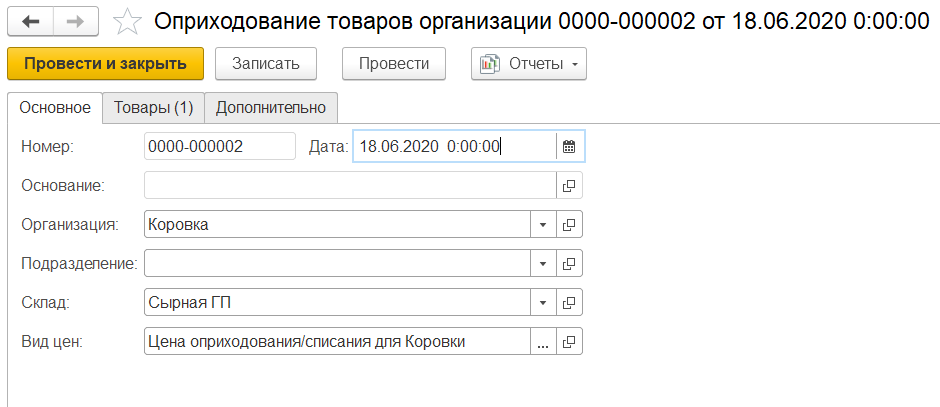 Оприходование товаров организации 0000-000002 от 18.06.2020 0:00:00
Провести и закрыть Записать Провести Отчеты
Основное Товары (1) Дополнительно
Номер: 0000-000002 Дата: 18.06.2020 0:00:00
Основание:
Организация: Коровка
Подразделение:
Склад: Сырная ГП
Вид цен: Цена оприходования/списания для Коровки ...